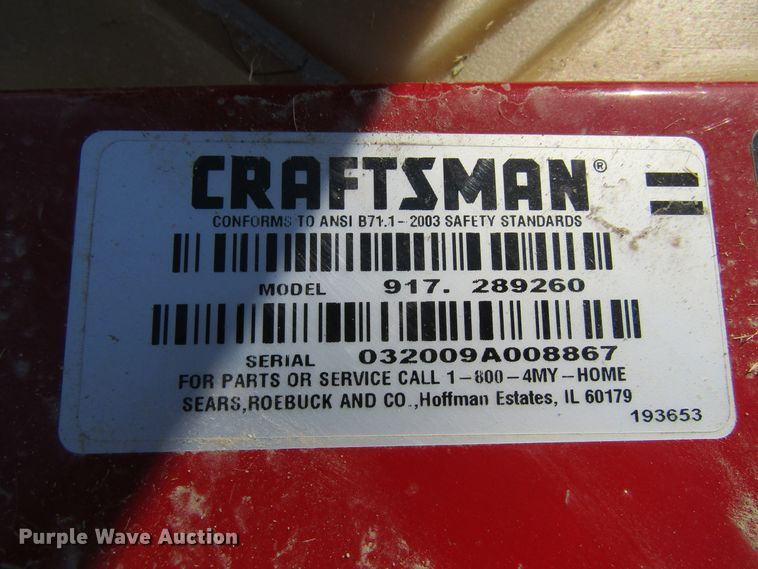 CRAFTSMAN®
CONFORMS TO ANSI B71.1-2003 SAFETY STANDARDS
MODEL 917. 289260
SERIAL 032009A008867
FOR PARTS OR SERVICE CALL 1-800-4MY-HOME
SEARS,ROEBUCK AND CO.,Hoffman Estates, IL 60179
193653
Purple Wave Auction